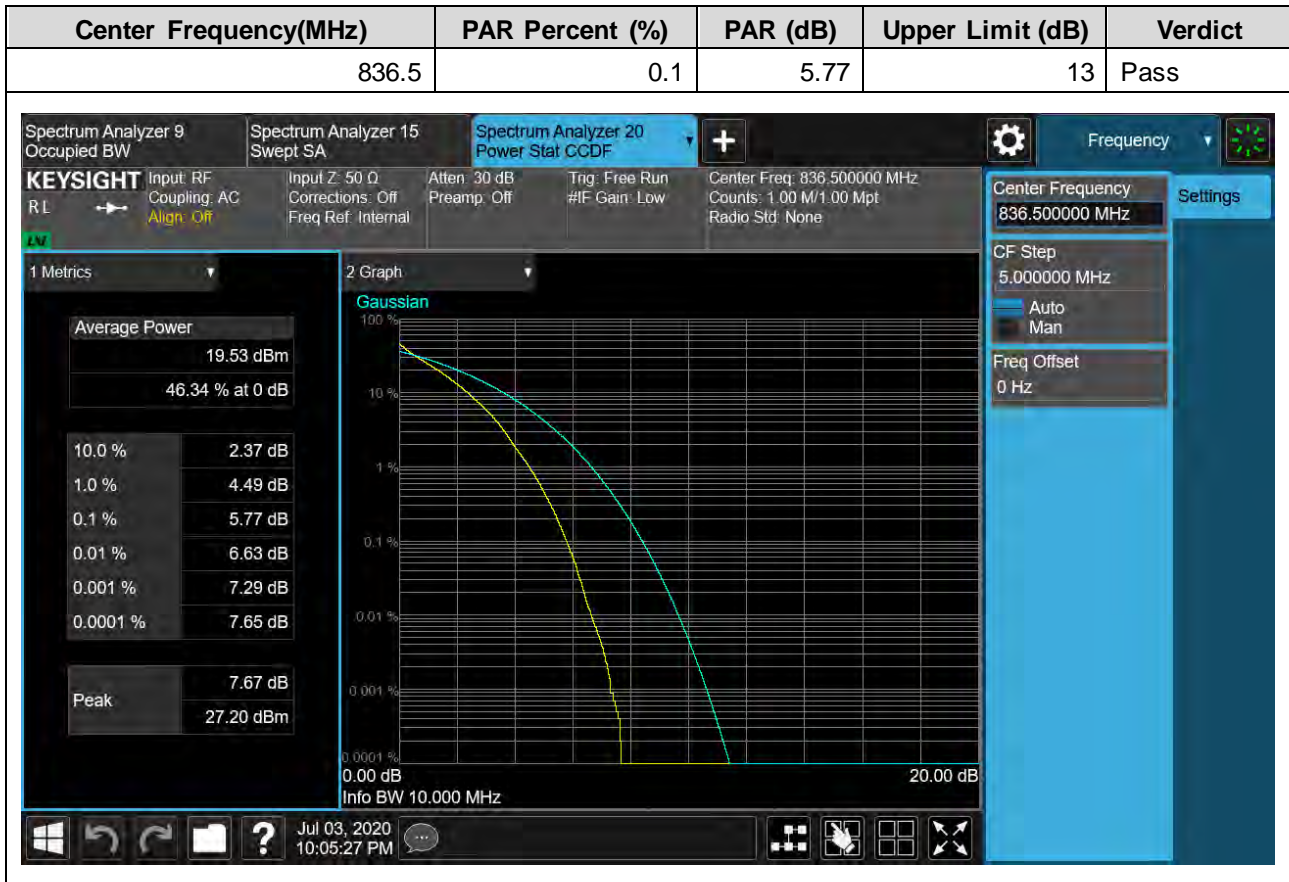 Center Frequency(MHz) PAR Percent (%) PAR (dB) Upper Limit (dB) Verdict
836.5 0.1 5.77 13 Pass
Spectrum Analyzer 9 Spectrum Analyzer 15 Spectrum Analyzer 20 Frequency
Occupied BW Swept SA Power Stat CCDF
KEYSIGHT Input: RF Input Z: 50 Ω Atten: 30 dB Trig: Free Run Center Freq: 836.500000 MHz
RL Coupling: AC Corrections: Off Preamp: Off #IF Gain: Low Counts: 1.00 M/1.00 Mpt
Align: Off Freq Ref: Internal Radio Std: None
LNI
Center Frequency Settings
836.500000 MHz
CF Step
5.000000 MHz
Auto
Man
Freq Offset
0 Hz
1 Metrics
Average Power
19.53 dBm
46.34 % at 0 dB
10.0 % 2.37 dB
1.0 % 4.49 dB
0.1 % 5.77 dB
0.01 % 6.63 dB
0.001 % 7.29 dB
0.0001 % 7.65 dB
Peak 7.67 dB
27.20 dBm
2 Graph
Gaussian
100 %
10 %
1 %
0.1 %
0.01 %
0.001 %
0.0001 %
0.00 dB 20.00 dB
Info BW 10.000 MHz
? Jul 03, 2020
10:05:27 PM